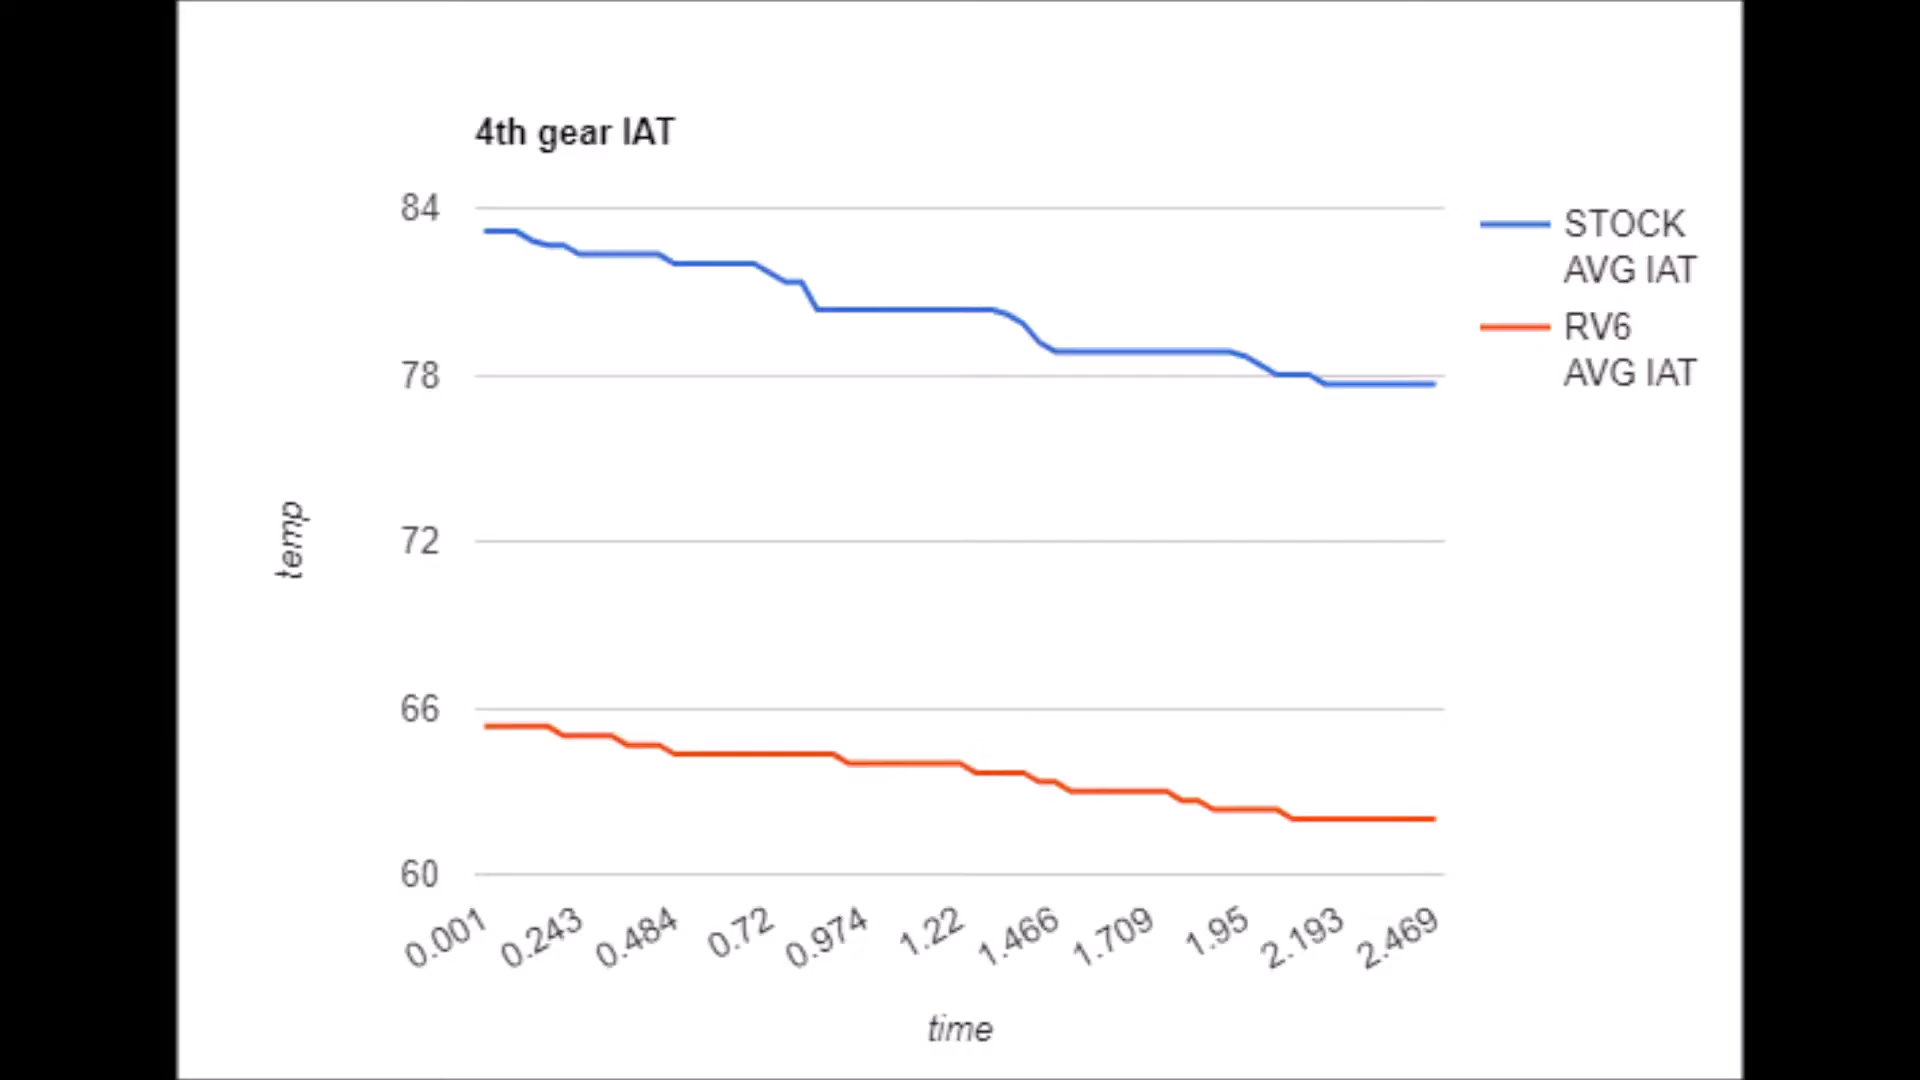 4th gear IAT
84
78
72
66
60
temp
STOCK
AVG IAT
RV6
AVG IAT
0.001
0.243
0.484
0.72
0.974
1.22
1.466
1.709
1.95
2.193
2.469
time